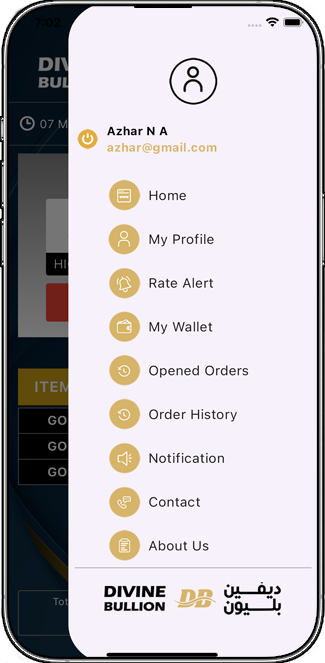 7:02
DIV
BUL
07 M
Azhar N A
azhar@gmail.com
Home
My Profile
Rate Alert
HI
My Wallet
Opened Orders
ITEM
Order History
GO
GO
Notification
GO
Contact
About Us
DIVINE
BULLION
DB
ديفين
بلــيون
Tot